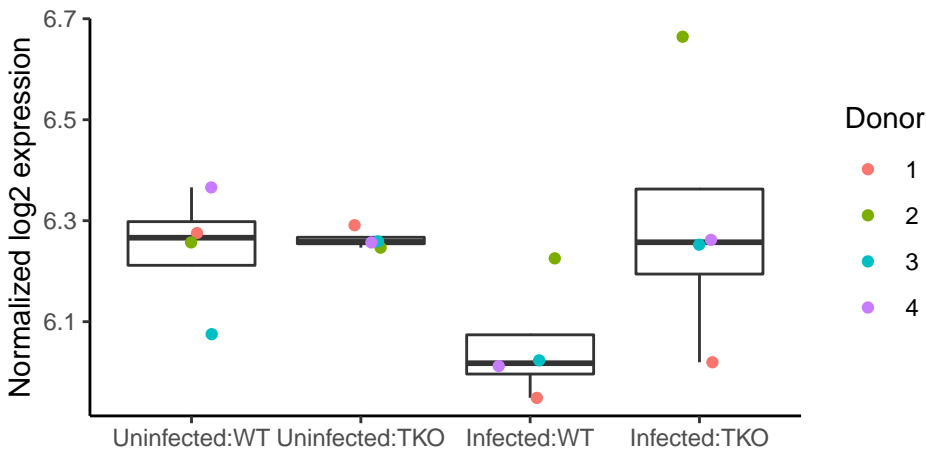 Normalized log2 expression
6.7
6.5
6.3
6.1
Uninfected:WT
Uninfected:TKO
Infected:WT
Infected:TKO
Donor
1
2
3
4